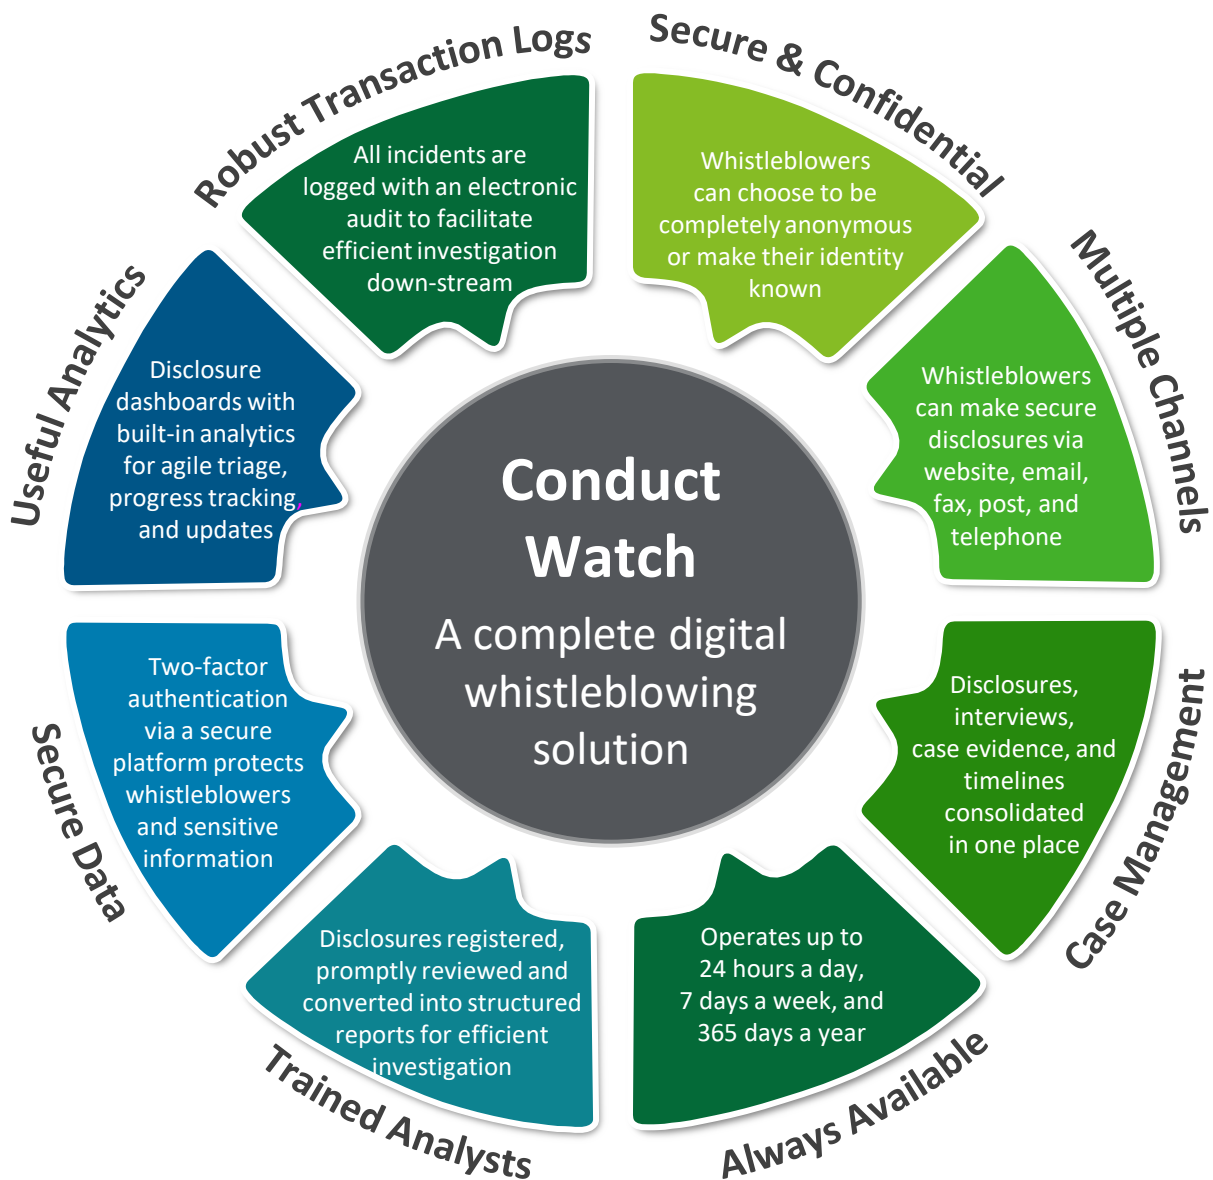 Conduct
Watch
A complete digital
whistleblowing
solution
Secure & Confidential
Whistleblowers
can choose to be
completely anonymous
or make their identity
known
Multiple Channels
Whistleblowers
can make secure
disclosures via
website, email,
fax, post, and
telephone
Case Management
Disclosures,
interviews,
case evidence, and
timelines
consolidated
in one place
Always Available
Operates up to
24 hours a day,
7 days a week, and
365 days a year
Trained Analysts
Disclosures registered,
promptly reviewed and
converted into structured
reports for efficient
investigation
Secure Data
Two-factor
authentication
via a secure
platform protects
whistleblowers
and sensitive
information
Useful Analytics
Disclosure
dashboards with
built-in analytics
for agile triage,
progress tracking,
and updates
Robust Transaction Logs
All incidents are
logged with an electronic
audit to facilitate
efficient investigation
down-stream